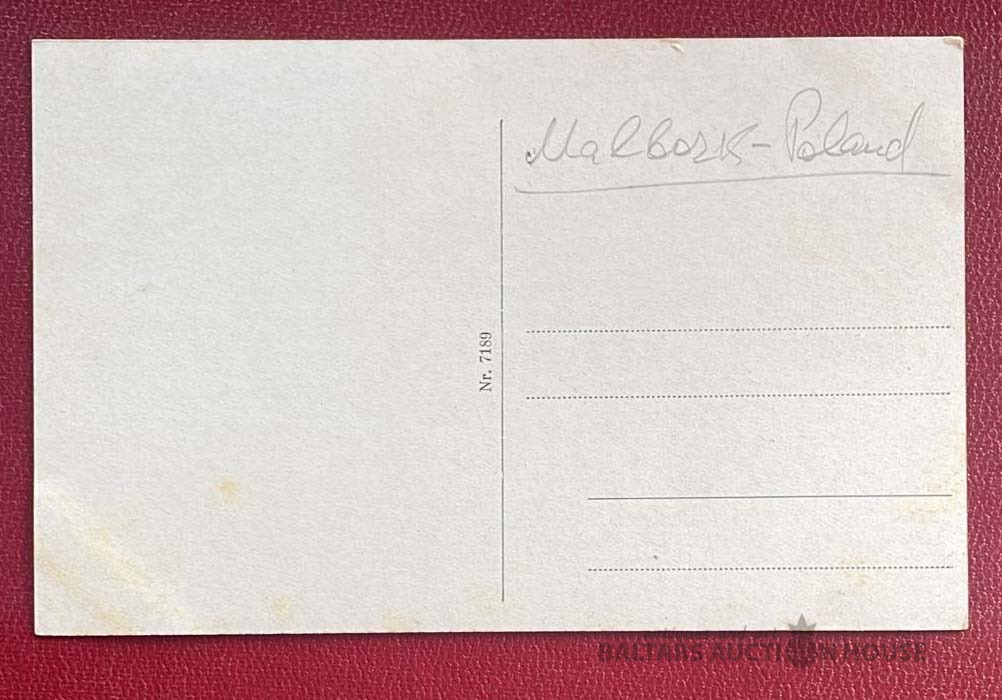 Malbork - Poland
Nr. 7189
BALTARS AUCTION HOUSE